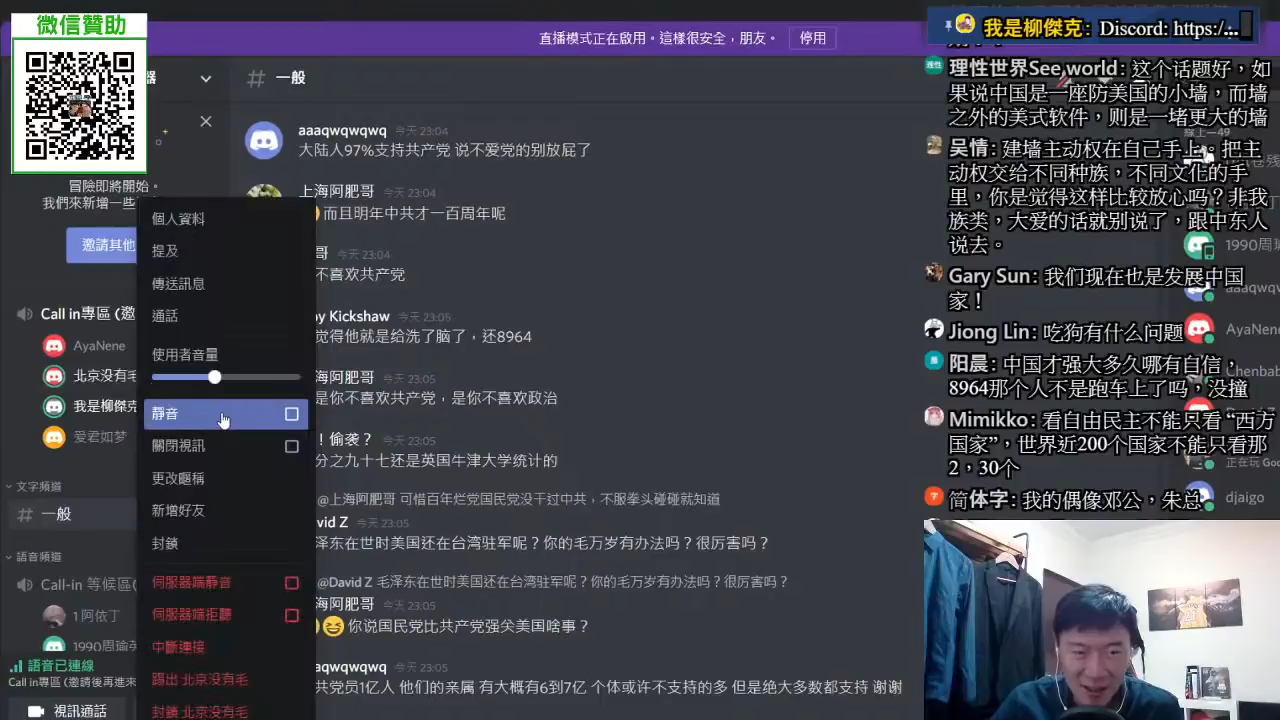 微信贊助
直播模式正在啟用。這樣很安全，朋友。
停用
器
# 一般
冒險即將開始。
我們來新增一些
邀請其他
Call in專區 (邀
AyaNene
北京没有毛
我是柳傑克
爱君如梦
文字頻道
# 一般
語音頻道
Call-in 等候區(
1 阿依丁
1990周瑜英
語音已連線
Call in專區 (邀請後再進來
視訊通話
個人資料
提及
傳送訊息
通話
使用者音量
靜音
關閉視訊
更改暱稱
新增好友
封鎖
伺服器端靜音
伺服器端拒聽
中斷連接
踢出 北京没有毛
封鎖 北京没有毛
aaaqwqwqwq 今天 23:04
大陆人97%支持共产党 说不爱党的别放屁了
上海阿肥哥 今天 23:04
而且明年中共才一百周年呢
哥 今天 23:04
不喜欢共产党
y Kickshaw 今天 23:05
觉得他就是给洗了脑了，还8964
海阿肥哥 今天 23:05
是你不喜欢共产党，是你不喜欢政治
！偷袭？ 今天 23:05
分之九十七还是英国牛津大学统计的
@上海阿肥哥 可惜百年烂党国民党没干过中共，不服拳头碰碰就知道
vid Z 今天 23:05
泽东在世时美国还在台湾驻军呢？你的毛万岁有办法吗？很厉害吗？
@David Z 毛泽东在世时美国还在台湾驻军呢？你的毛万岁有办法吗？很厉害吗？
海阿肥哥 今天 23:05
你说国民党比共产党强关美国啥事？
aqwqwqwq 今天 23:05
共党员1亿人 他们的亲属 有大概有6到7亿 个体或许不支持的多 但是绝大多数都支持 谢谢
我是柳傑克: Discord: https:/...
理性世界See world: 这个话题好，如
果说中国是一座防美国的小墙，而墙
之外的美式软件，则是一堵更大的墙
吴情: 建墙主动权在自己手上。把主
动权交给不同种族，不同文化的手
里，你是觉得这样比较放心吗？非我
族类，大爱的话就别说了，跟中东人
说去。
Gary Sun: 我们现在也是发展中国
家！
Jiong Lin: 吃狗有什么问题
阳晨: 中国才强大多久哪有自信，
8964那个人不是跑车上了吗，没撞
Mimikko: 看自由民主不能只看“西方
国家”，世界近200个国家不能只看那
2，30个
简体字: 我的偶像邓公，朱总
線上—49
1990周瑜
aaaqwqw
AyaNene
henbab
正在玩 God
djaigo